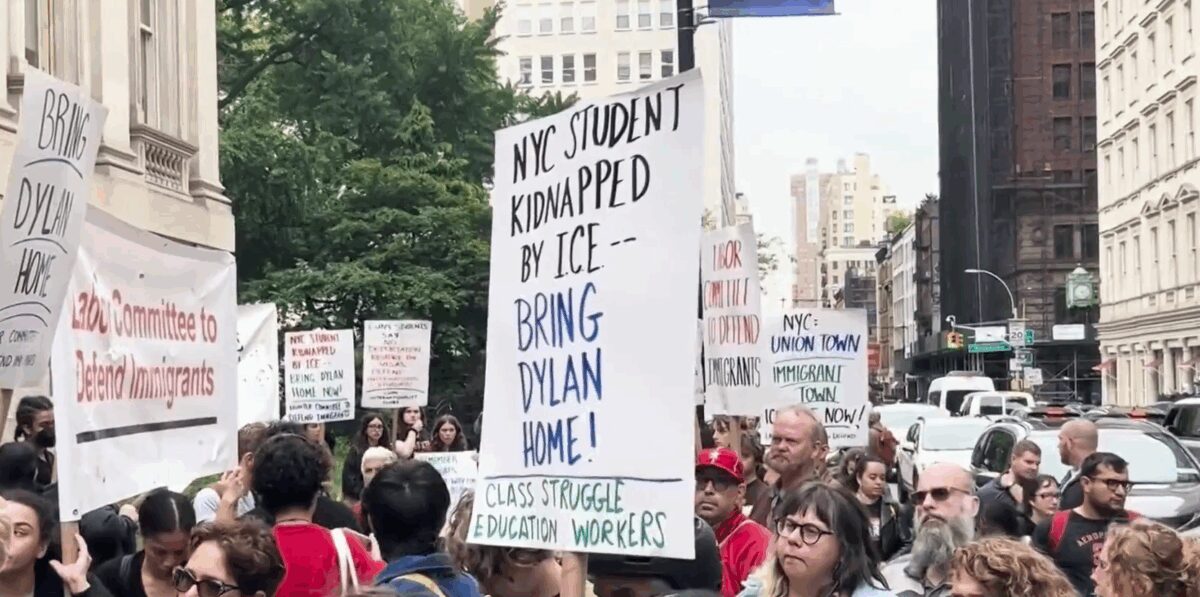 BRING
DYLAN
HOME
Labor Committee to
Defend Immigrants
NYC STUDENT
KIDNAPPED
BY ICE --
BRING DYLAN
HOME NOW!
DEFEND IMMIGRANTS
NYC STUDENT
KIDNAPPED
BY I.C.E. --
BRING
DYLAN
HOME!
CLASS STRUGGLE
EDUCATION WORKERS
LABOR
COMMITTEE
TO DEFEND
IMMIGRANTS
NYC:
UNION TOWN
IMMIGRANT
TOWN
NOW!